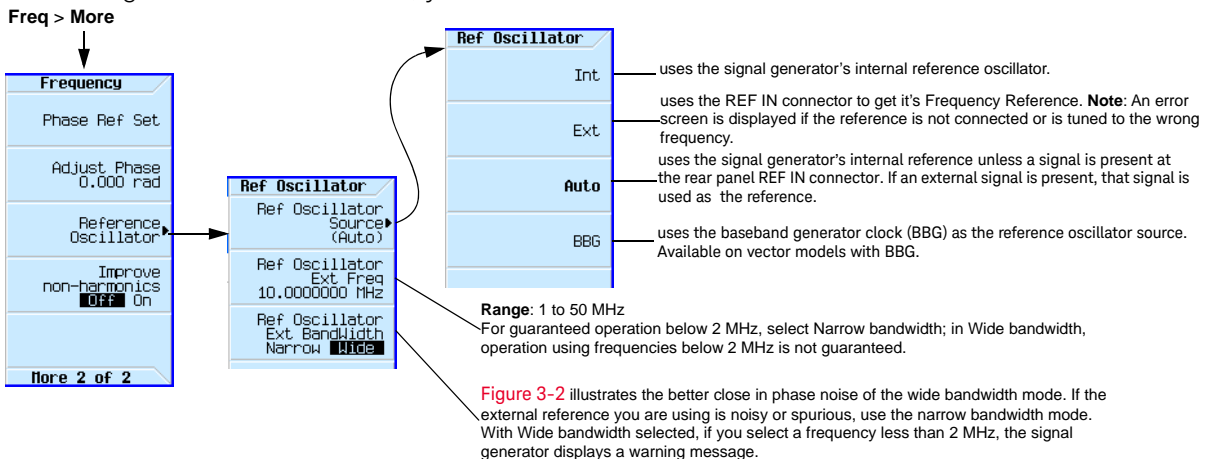 Freq > More
Frequency
Phase Ref Set
Adjust Phase
0.000 rad
Reference
Oscillator
Improve
non-harmonics
Off On
More 2 of 2
Ref Oscillator
Ref Oscillator
Source
(Auto)
Ref Oscillator
Ext Freq
10.0000000 MHz
Ref Oscillator
Ext BandWidth
Narrow Wide
Ref Oscillator
Int
Ext
Auto
BBG
uses the signal generator's internal reference oscillator.
uses the REF IN connector to get it's Frequency Reference. Note: An error
screen is displayed if the reference is not connected or is tuned to the wrong
frequency.
uses the signal generator's internal reference unless a signal is present at
the rear panel REF IN connector. If an external signal is present, that signal is
used as the reference.
uses the baseband generator clock (BBG) as the reference oscillator source.
Available on vector models with BBG.
Range: 1 to 50 MHz
For guaranteed operation below 2 MHz, select Narrow bandwidth; in Wide bandwidth,
operation using frequencies below 2 MHz is not guaranteed.
Figure 3-2 illustrates the better close in phase noise of the wide bandwidth mode. If the
external reference you are using is noisy or spurious, use the narrow bandwidth mode.
With Wide bandwidth selected, if you select a frequency less than 2 MHz, the signal
generator displays a warning message.